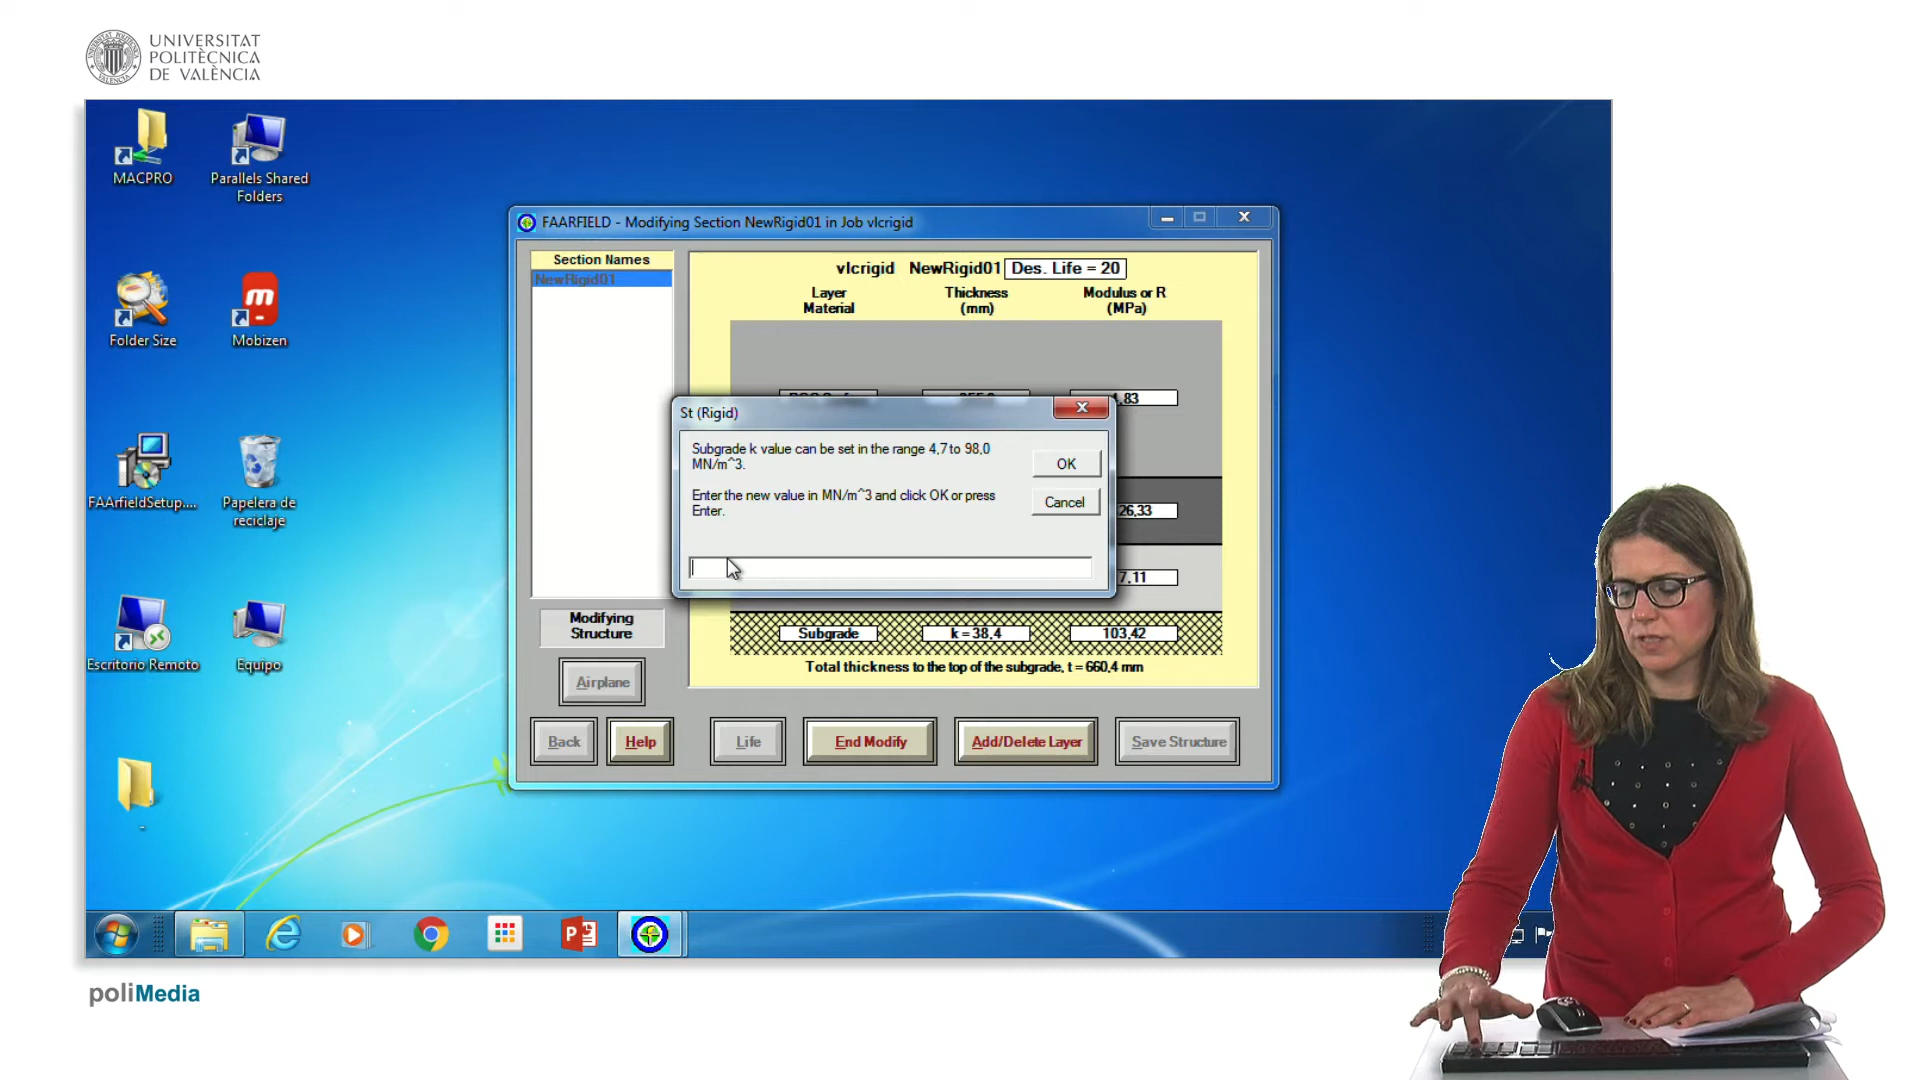 UNIVERSITAT
POLITÈCNICA
DE VALÈNCIA
MACPRO
Parallels Shared
Folders
Folder Size
Mobizen
FAArfieldSetup....
Papelera de
reciclaje
Escritorio Remoto
Equipo
-
FAARFIELD - Modifying Section NewRigid01 in Job vlcrigid
Section Names
NewRigid01
vlcrigid NewRigid01 Des. Life = 20
Layer
Material
Thickness
(mm)
Modulus or R
(MPa)
4,83
26,33
7,11
St (Rigid)
Subgrade k value can be set in the range 4,7 to 98,0
MN/m^3.
Enter the new value in MN/m^3 and click OK or press
Enter.
OK
Cancel
Subgrade
k = 38,4
103,42
Total thickness to the top of the subgrade, t = 660,4 mm
Modifying
Structure
Airplane
Back
Help
Life
End Modify
Add/Delete Layer
Save Structure
poliMedia